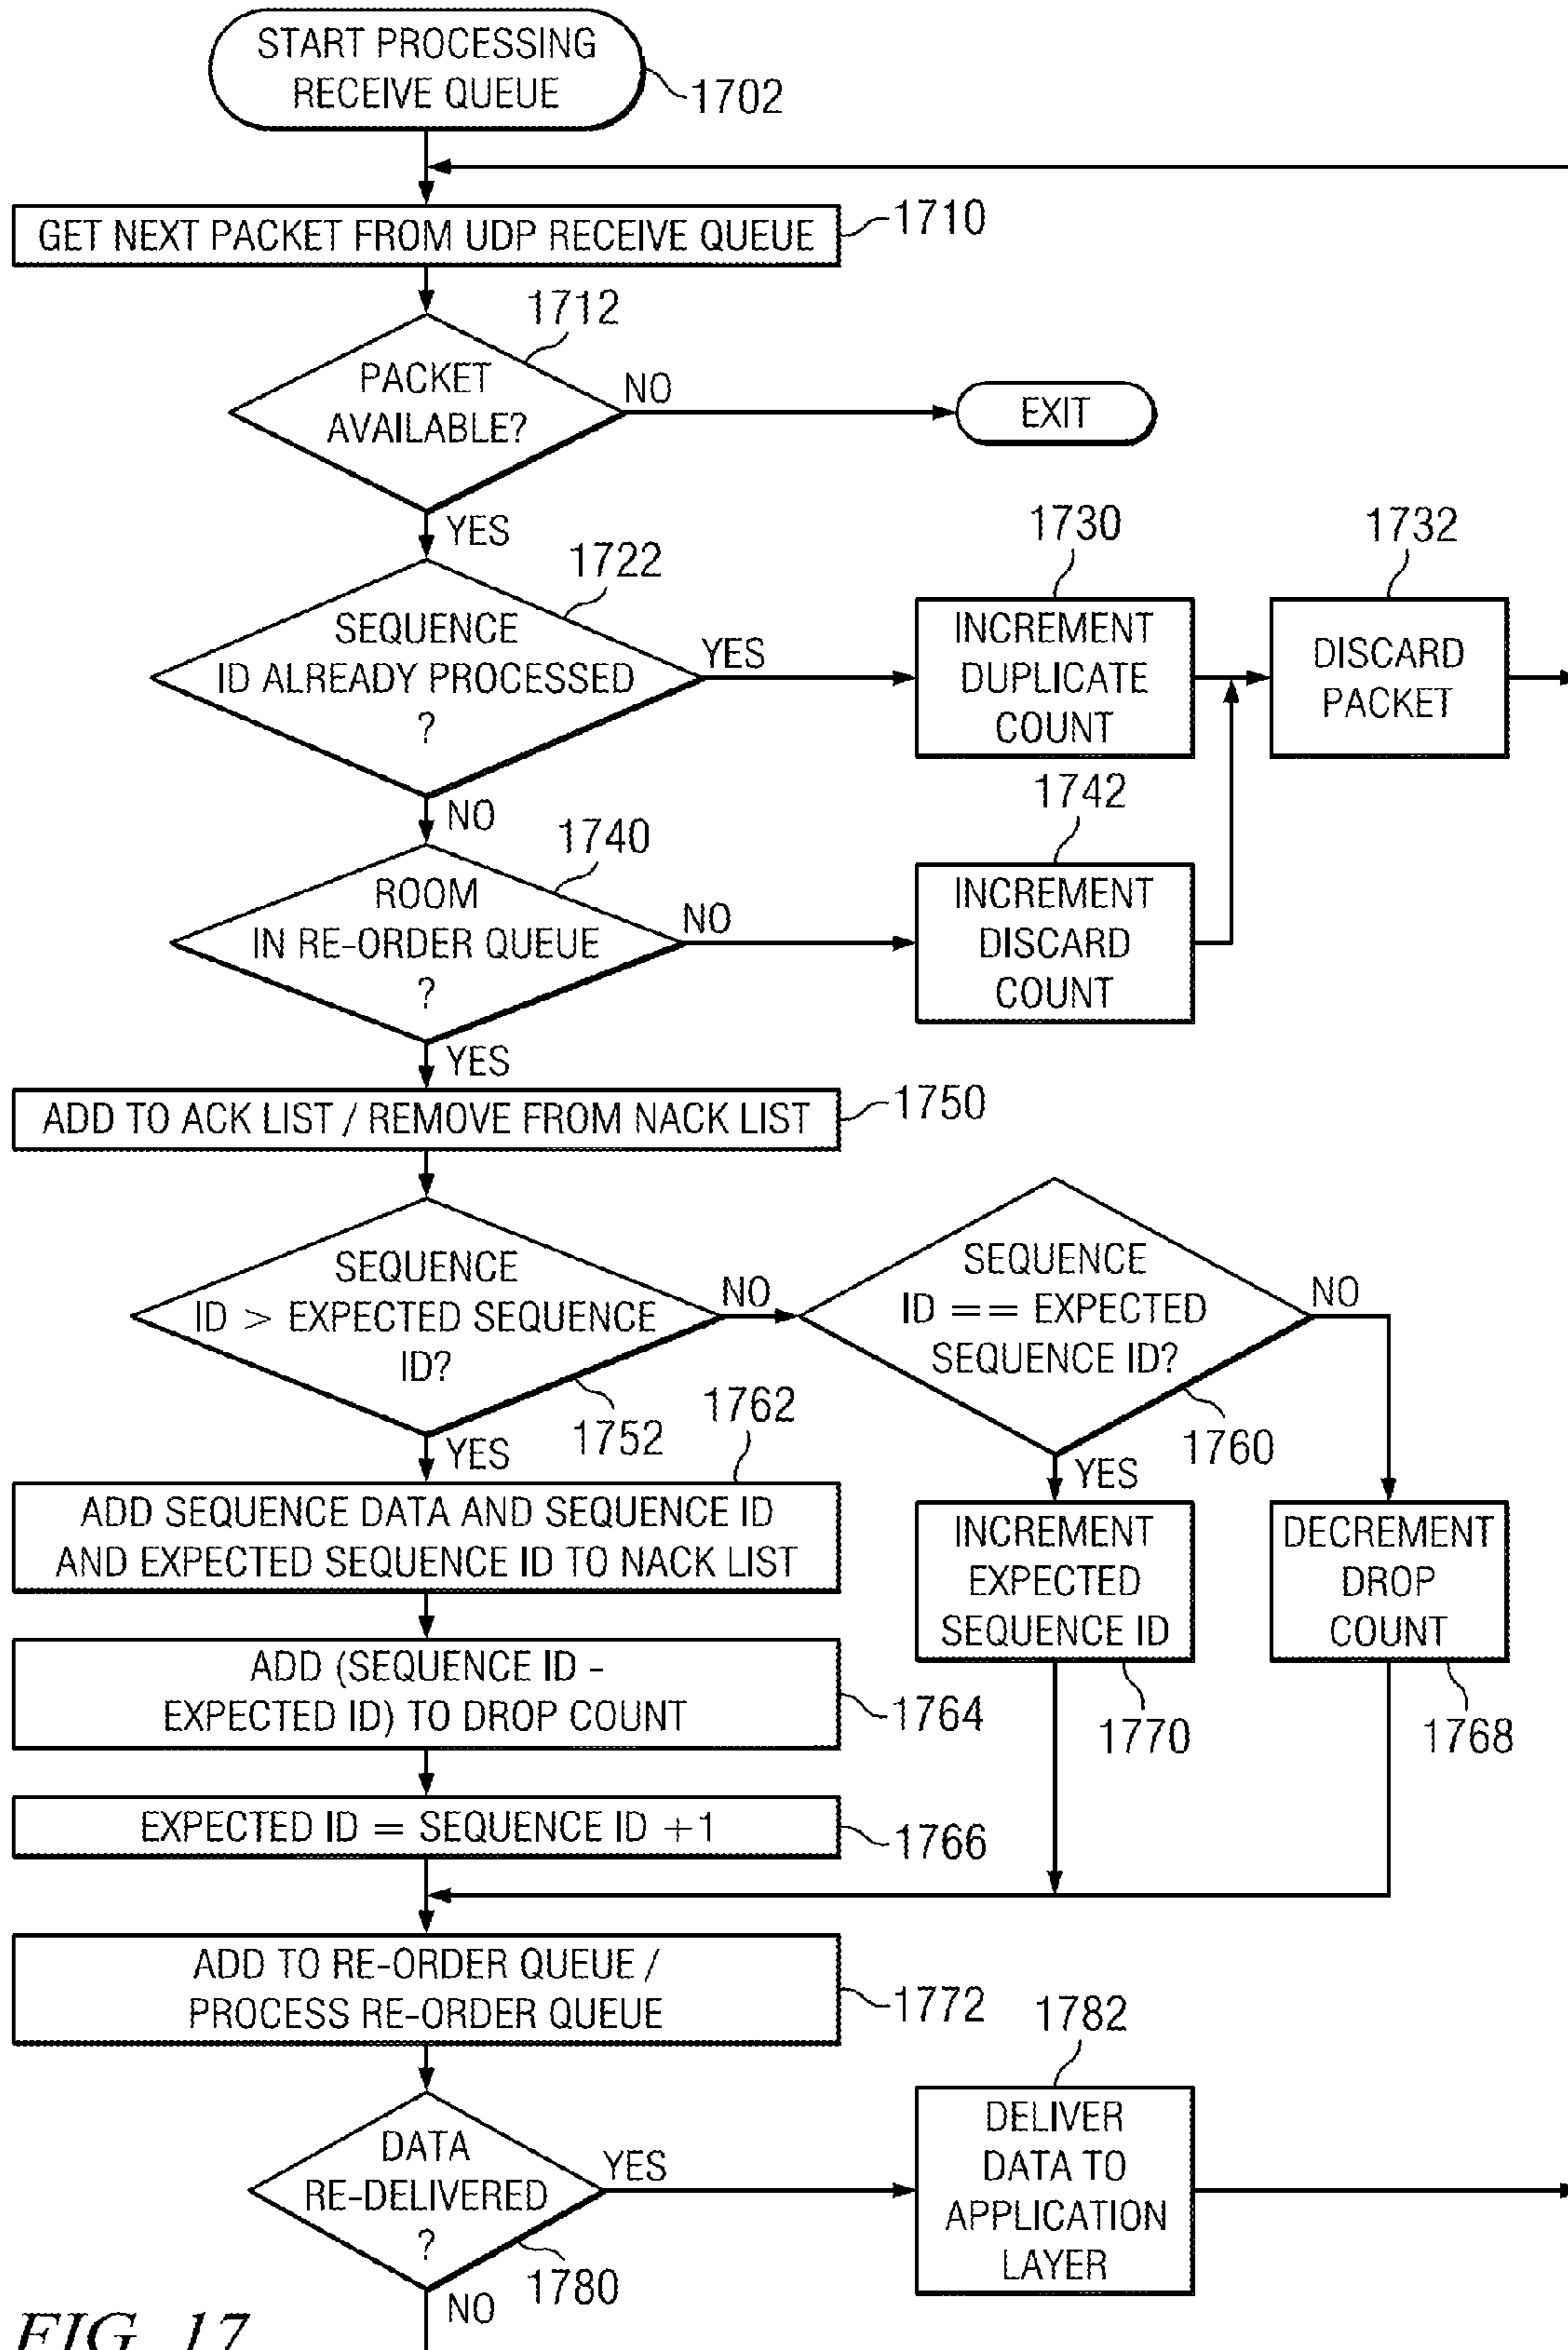 START PROCESSING
RECEIVE QUEUE
1702
GET NEXT PACKET FROM UDP RECEIVE QUEUE
1710
1712
PACKET
AVAILABLE?
NO
EXIT
YES
1722
SEQUENCE
ID ALREADY PROCESSED
?
YES
1730
INCREMENT
DUPLICATE
COUNT
1732
DISCARD
PACKET
NO
1740
ROOM
IN RE-ORDER QUEUE
?
NO
1742
INCREMENT
DISCARD
COUNT
YES
ADD TO ACK LIST / REMOVE FROM NACK LIST
1750
SEQUENCE
ID > EXPECTED SEQUENCE
ID?
1752
NO
SEQUENCE
ID == EXPECTED
SEQUENCE ID?
1760
NO
YES
1762
ADD SEQUENCE DATA AND SEQUENCE ID
AND EXPECTED SEQUENCE ID TO NACK LIST
YES
INCREMENT
EXPECTED
SEQUENCE ID
1770
DECREMENT
DROP
COUNT
1768
ADD (SEQUENCE ID -
EXPECTED ID) TO DROP COUNT
1764
EXPECTED ID = SEQUENCE ID +1
1766
ADD TO RE-ORDER QUEUE /
PROCESS RE-ORDER QUEUE
1772
DATA
RE-DELIVERED
?
1780
YES
1782
DELIVER
DATA TO
APPLICATION
LAYER
NO
FIG. 17